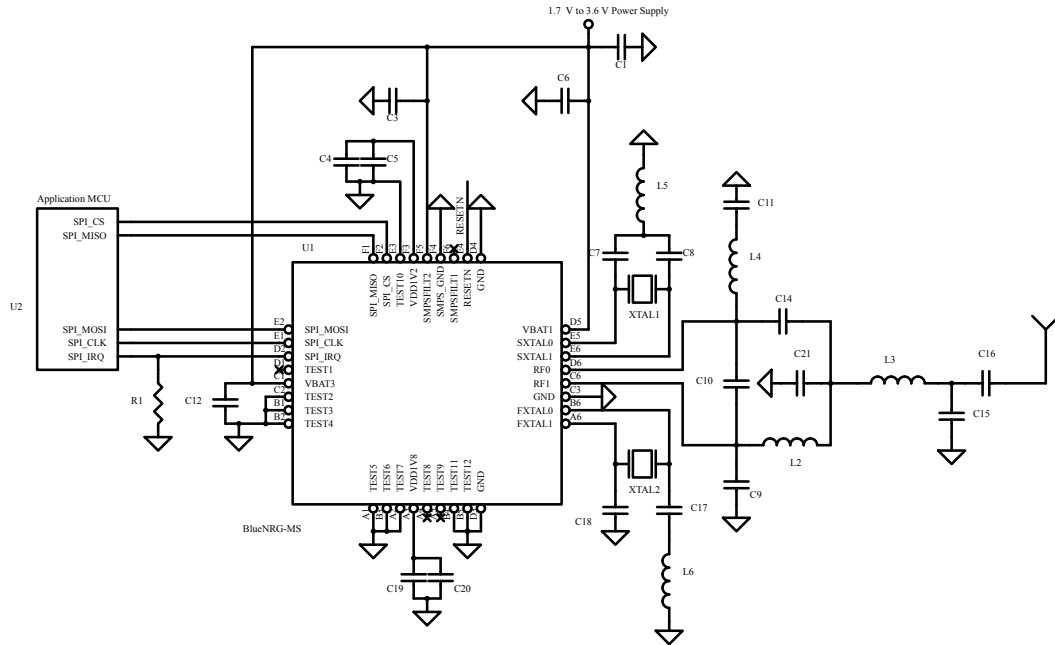 1.7 V to 3.6 V Power Supply
C1
C6
C3
C4
C5
L5
C11
Application MCU
SPI_CS
SPI_MISO
RESETN
U1
F1
F2
E3
F3
F5
F4
F6
E4
D4
C7
C8
L4
SPI_MISO
SPI_CS
TEST10
VDD1V2
SMPSFILT2
SMPS_GND
SMPSFILT1
RESETN
GND
XTAL1
C14
U2
SPI_MOSI
SPI_CLK
SPI_IRQ
E2
E1
D2
D1
C1
C2
B1
B2
SPI_MOSI
SPI_CLK
SPI_IRQ
TEST1
VBAT3
TEST2
TEST3
TEST4
VBAT1
SXTAL0
SXTAL1
RF0
RF1
GND
FXTAL0
FXTAL1
D5
E5
E6
D6
C6
C3
B6
A6
C10
C21
L3
C16
C15
R1
C12
L2
XTAL2
C9
TEST5
TEST6
TEST7
VDD1V8
TEST8
TEST9
TEST11
TEST12
GND
C18
C17
BlueNRG-MS
C19
C20
L6